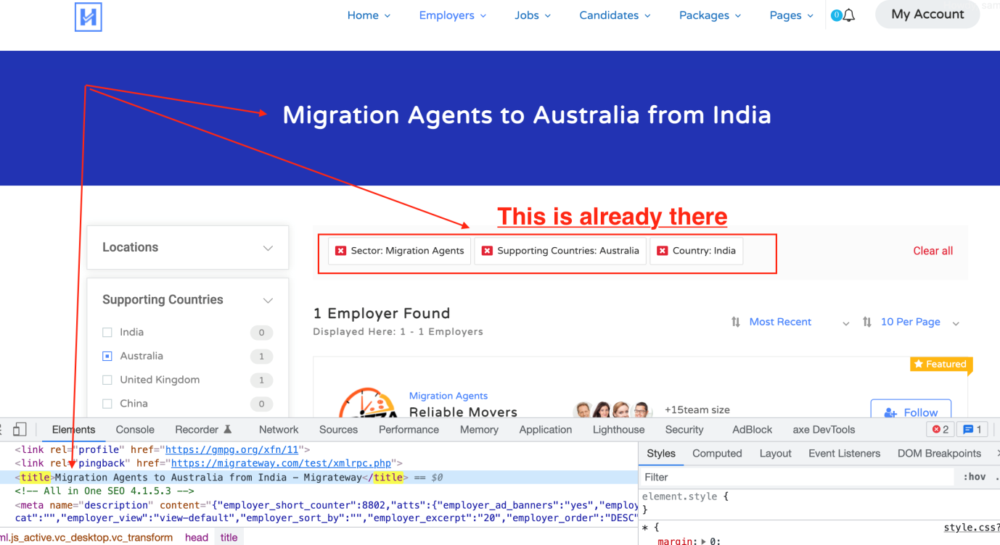 Home
Employers
Jobs
Candidates
Packages
Pages
0
My Account
Migration Agents to Australia from India
This is already there
Locations
Sector: Migration Agents
Supporting Countries: Australia
Country: India
Clear all
Supporting Countries
1 Employer Found
Displayed Here: 1 - 1 Employers
Most Recent
10 Per Page
India 0
Australia 1
United Kingdom 1
China 0
Featured
Migration Agents
Reliable Movers
+15team size
Follow
Elements Console Recorder Network Sources Performance Memory Application Lighthouse Security AdBlock axe DevTools 2 1
<link rel="profile" href="https://gmpg.org/xfn/11">
<link rel="pingback" href="https://migrateway.com/test/xmlrpc.php">
<title>Migration Agents to Australia from India – Migrateway</title> == $0
<!-- All in One SEO 4.1.5.3 -->
<meta name="description" content="{"employer_short_counter":8802,"atts":{"employer_ad_banners":"yes","employ
cat":"","employer_view":"view-default","employer_sort_by":"","employer_excerpt":"20","employer_order":"DESC"
ml.js_active.vc_desktop.vc_transform head title
Styles Computed Layout Event Listeners DOM Breakpoints
Filter :hov .
element.style {
}
* { style.css?
margin: 0;